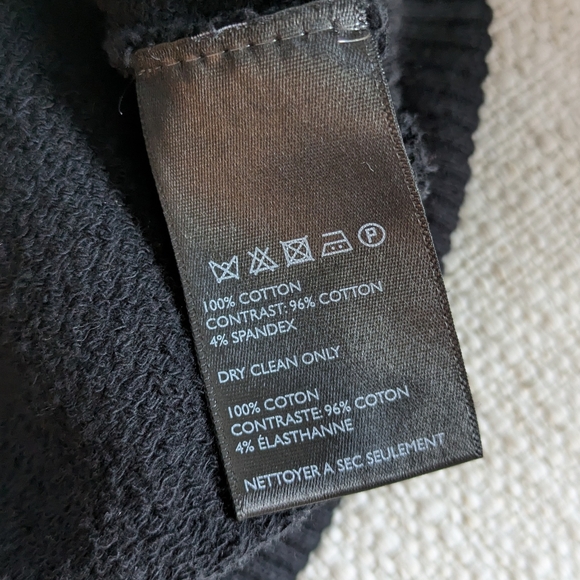 P
100% COTTON
CONTRAST: 96% COTTON
4% SPANDEX
DRY CLEAN ONLY
100% COTON
CONTRASTE: 96% COTON
4% ÉLASTHANNE
NETTOYER A SEC SEULEMENT